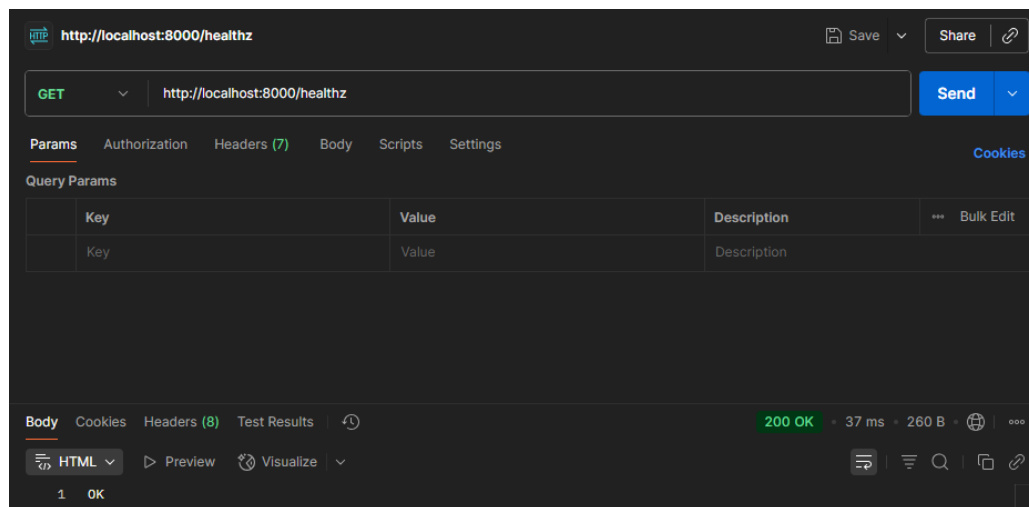 HTTP http://localhost:8000/healthz Save Share
GET http://localhost:8000/healthz Send
Params Authorization Headers (7) Body Scripts Settings Cookies
Query Params
Key Value Description ••• Bulk Edit
Key Value Description
Body Cookies Headers (8) Test Results 200 OK • 37 ms • 260 B •
HTML Preview Visualize
1 OK